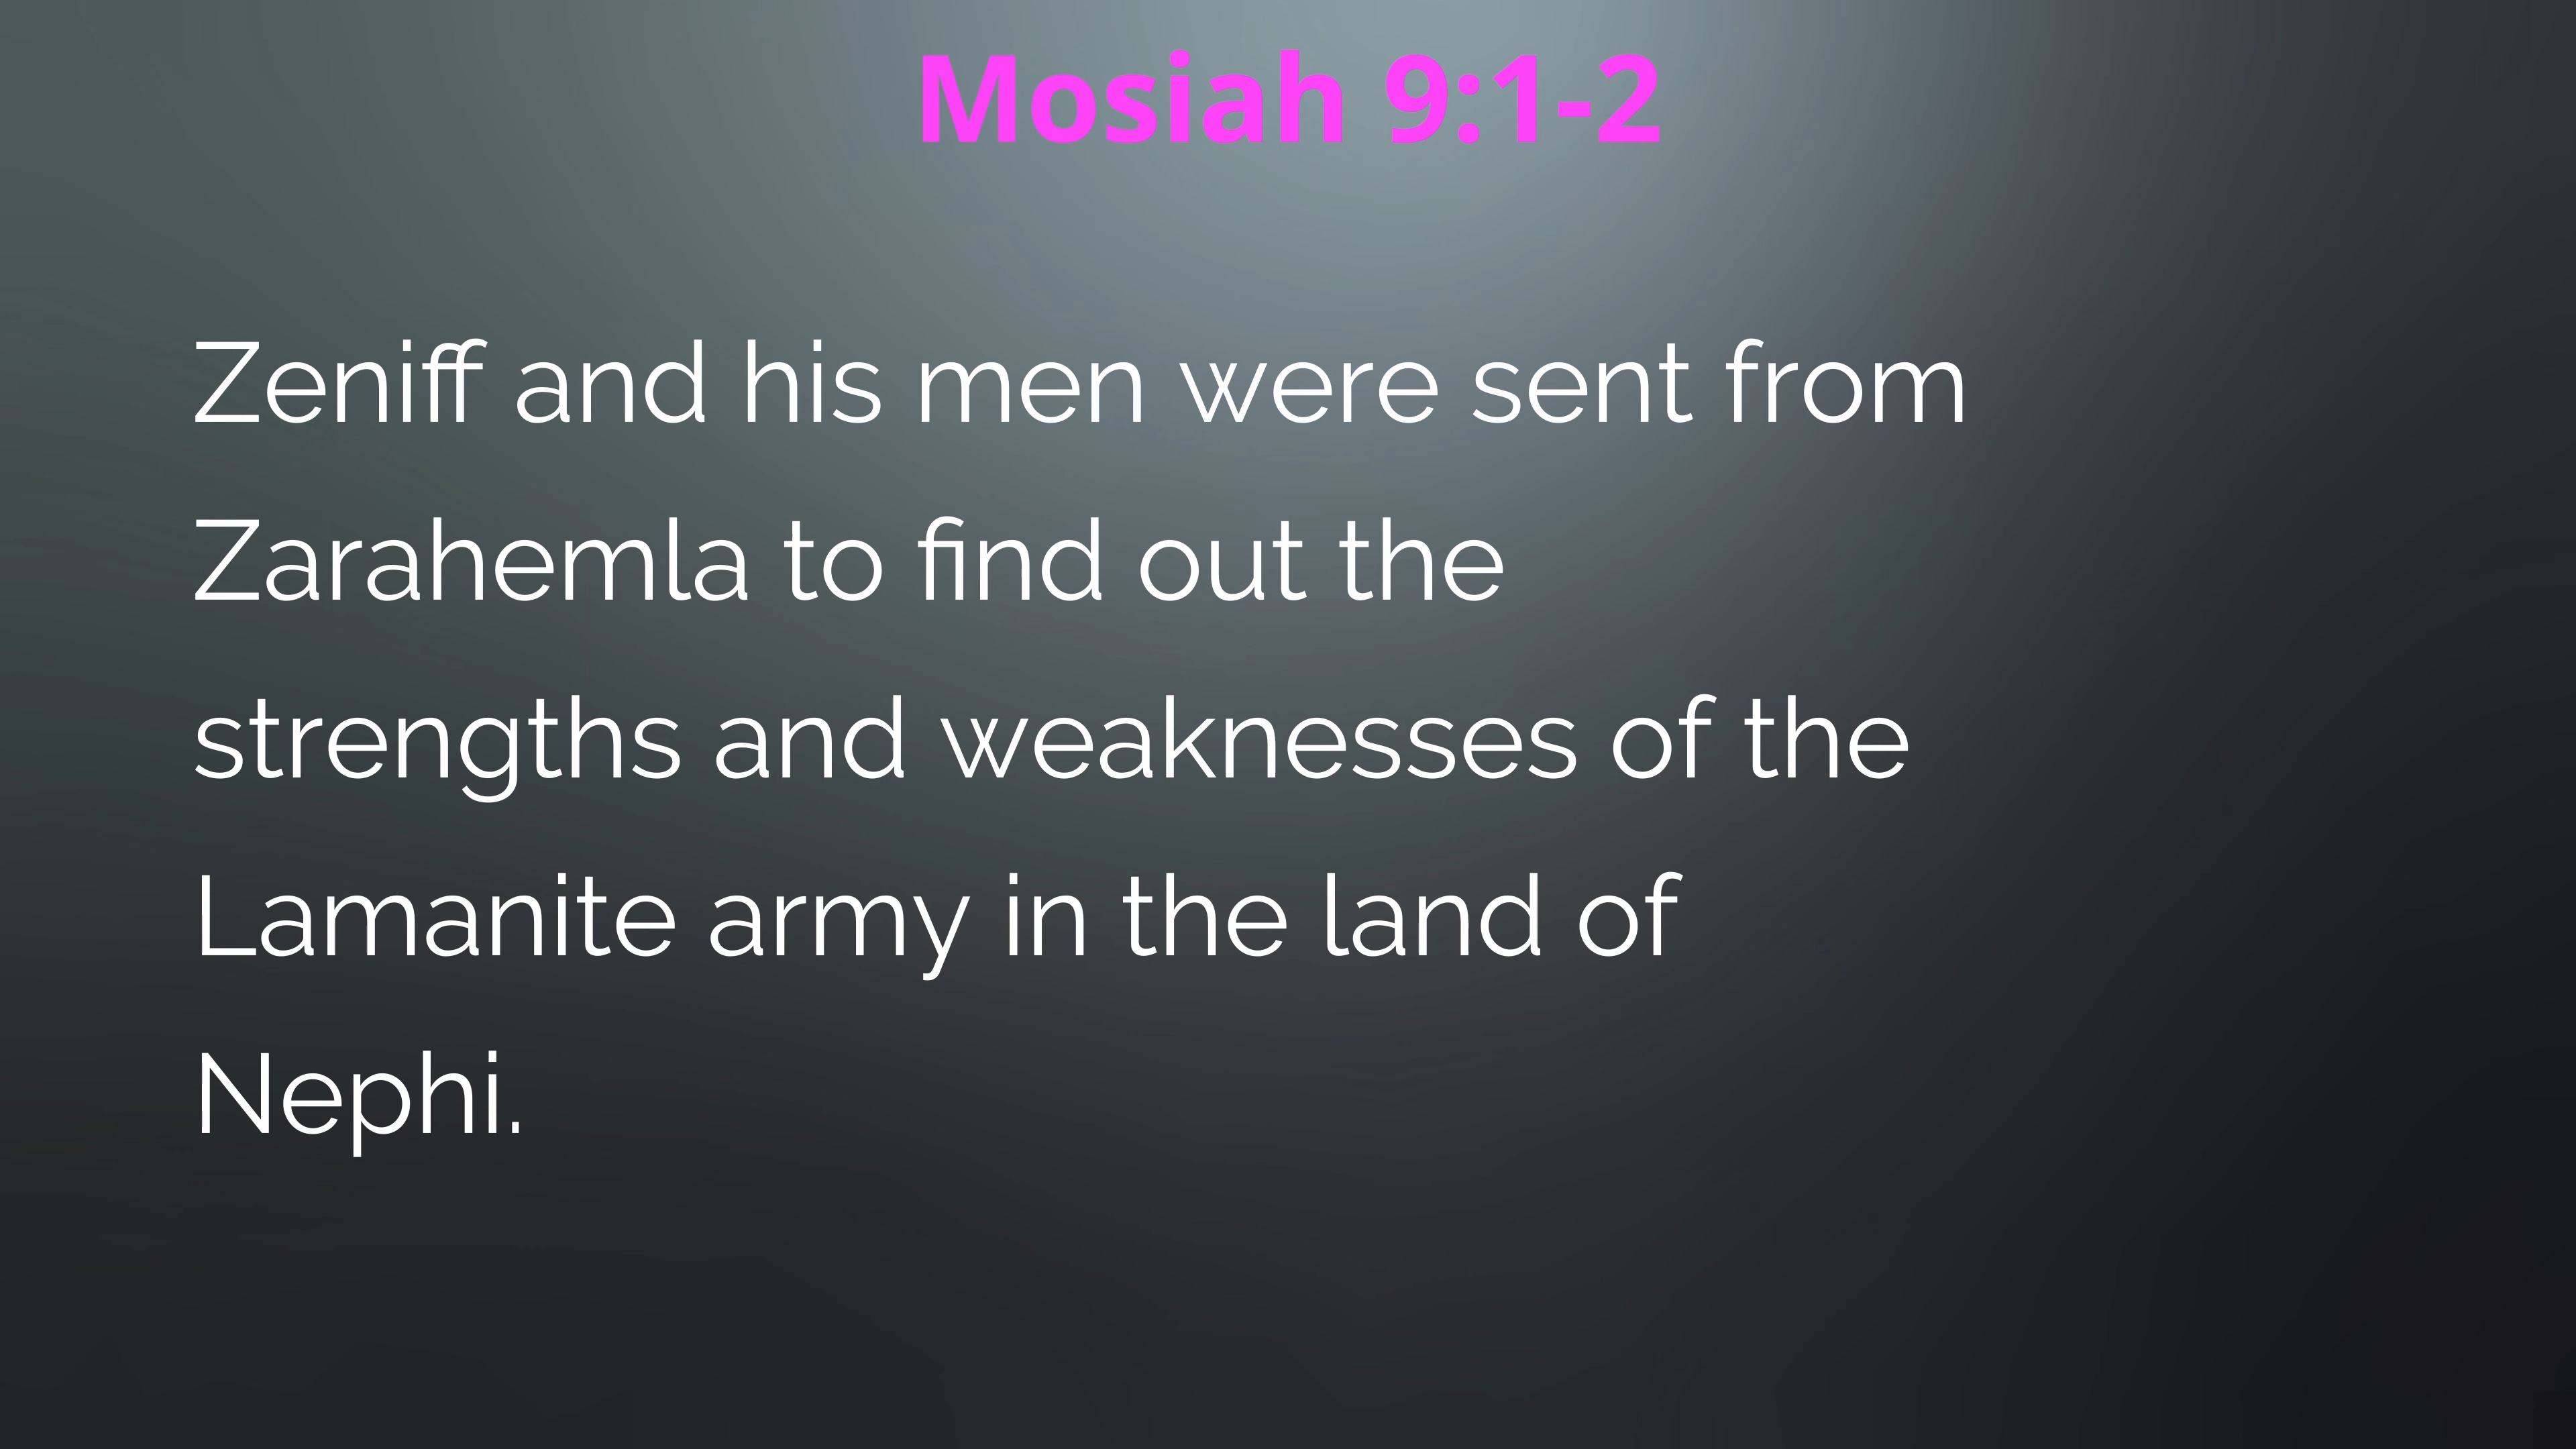 Mosiah 9:1-2
Zeniff and his men were sent from
Zarahemla to find out the
strengths and weaknesses of the
Lamanite army in the land of
Nephi.